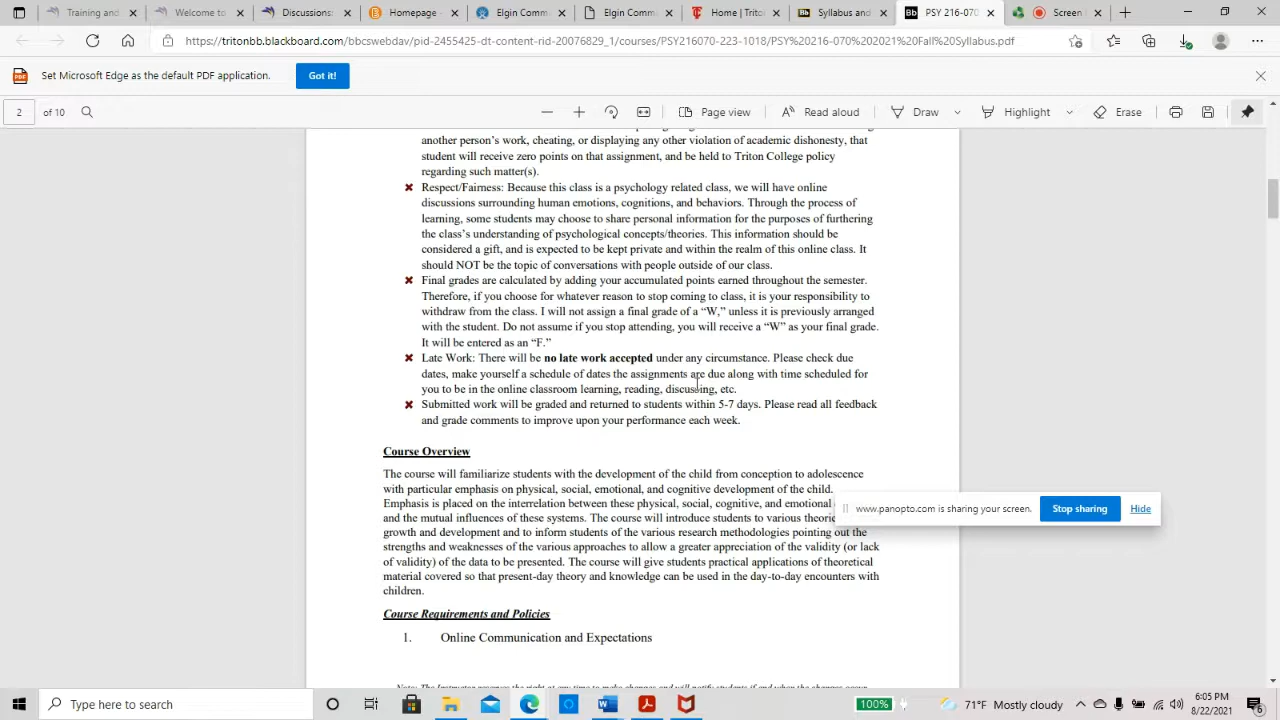 Training and
Welcome to
Discussions
Homepage -
Elgin Comm
Elgin Comm
Home | Trito
Syllabus and
PSY 216-070
Screen
https://tritonbb.blackboard.com/bbcswebdav/pid-2455425-dt-content-rid-20076829_1/courses/PSY216070-223-1018/PSY%20216-070%202021%20Fall%20Syllabus.pdf
Set Microsoft Edge as the default PDF application.
Got it!
2 of 10
Page view
Read aloud
Draw
Highlight
Erase
another person's work, cheating, or displaying any other violation of academic dishonesty, that
student will receive zero points on that assignment, and be held to Triton College policy
regarding such matter(s).
Respect/Fairness: Because this class is a psychology related class, we will have online
discussions surrounding human emotions, cognitions, and behaviors. Through the process of
learning, some students may choose to share personal information for the purposes of furthering
the class's understanding of psychological concepts/theories. This information should be
considered a gift, and is expected to be kept private and within the realm of this online class. It
should NOT be the topic of conversations with people outside of our class.
Final grades are calculated by adding your accumulated points earned throughout the semester.
Therefore, if you choose for whatever reason to stop coming to class, it is your responsibility to
withdraw from the class. I will not assign a final grade of a “W,” unless it is previously arranged
with the student. Do not assume if you stop attending, you will receive a “W” as your final grade.
It will be entered as an “F.”
Late Work: There will be no late work accepted under any circumstance. Please check due
dates, make yourself a schedule of dates the assignments are due along with time scheduled for
you to be in the online classroom learning, reading, discussing, etc.
Submitted work will be graded and returned to students within 5-7 days. Please read all feedback
and grade comments to improve upon your performance each week.
Course Overview
The course will familiarize students with the development of the child from conception to adolescence
with particular emphasis on physical, social, emotional, and cognitive development of the child.
Emphasis is placed on the interrelation between these physical, social, cognitive, and emotional
and the mutual influences of these systems. The course will introduce students to various theorie
growth and development and to inform students of the various research methodologies pointing out the
strengths and weaknesses of the various approaches to allow a greater appreciation of the validity (or lack
of validity) of the data to be presented. The course will give students practical applications of theoretical
material covered so that present-day theory and knowledge can be used in the day-to-day encounters with
children.
www.panopto.com is sharing your screen.
Stop sharing
Hide
Course Requirements and Policies
1. Online Communication and Expectations
Note: The Instructor reserves the right at any time to make changes and will notify students if and when the changes occur
Type here to search
100%
71°F Mostly cloudy
6:05 PM
8/22/2021
6